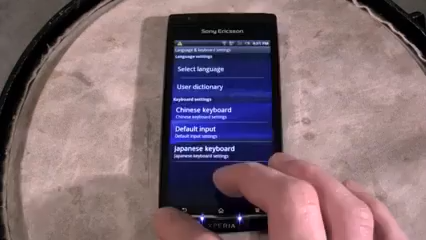 Sony Ericsson
Language & keyboard settings
Language settings
Select language
User dictionary
Keyboard settings
Chinese keyboard
Chinese keyboard settings
Default input
Default input settings
Japanese keyboard
Japanese keyboard settings
XPERIA